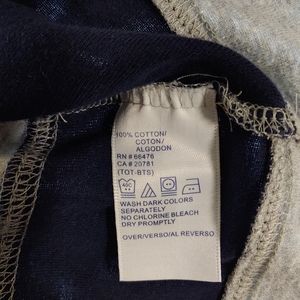 100% COTTON/
COTON/
ALGODON
RN # 66476
CA # 20781
(TOT-BTS)
40C
WASH DARK COLORS
SEPARATELY
NO CHLORINE BLEACH
DRY PROMPTLY
OVER/VERSO/AL REVERSO